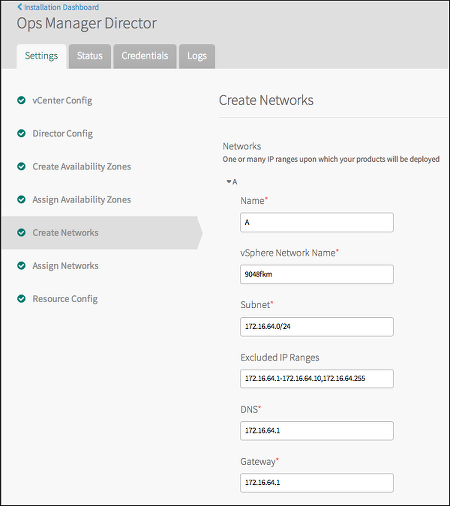 Installation Dashboard
Ops Manager Director
Settings Status Credentials Logs
vCenter Config
Director Config
Create Availability Zones
Assign Availability Zones
Create Networks
Assign Networks
Resource Config
Create Networks
Networks
One or many IP ranges upon which your products will be deployed
A
Name*
A
vSphere Network Name*
9048fkm
Subnet*
172.16.64.0/24
Excluded IP Ranges
172.16.64.1-172.16.64.10,172.16.64.255
DNS*
172.16.64.1
Gateway*
172.16.64.1